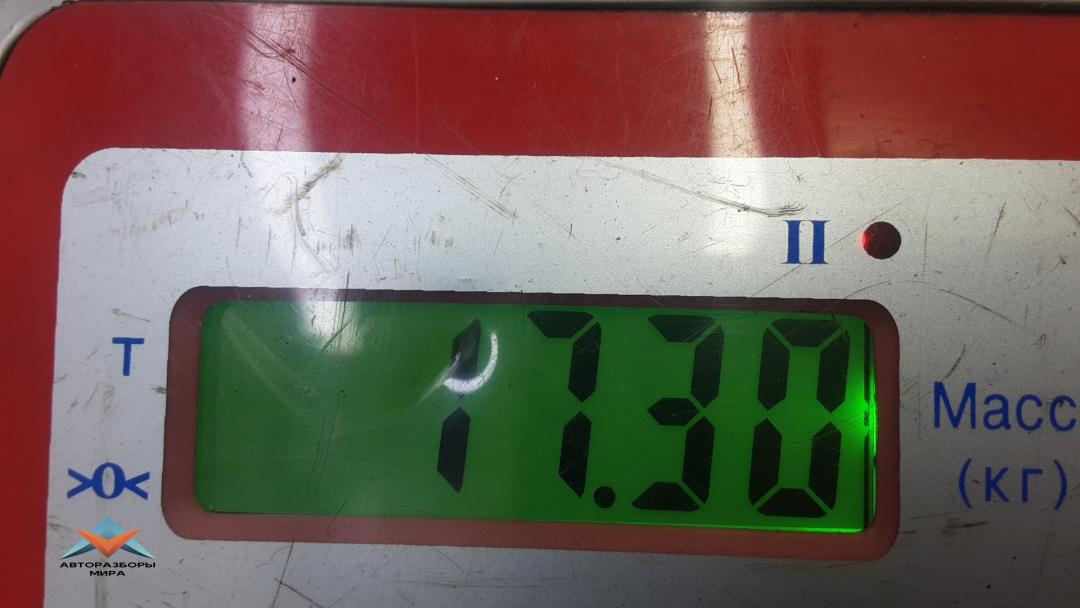 II
T
17.30
Масс
>0<
(кг)
АВТОРАЗБОРЫ
МИРА